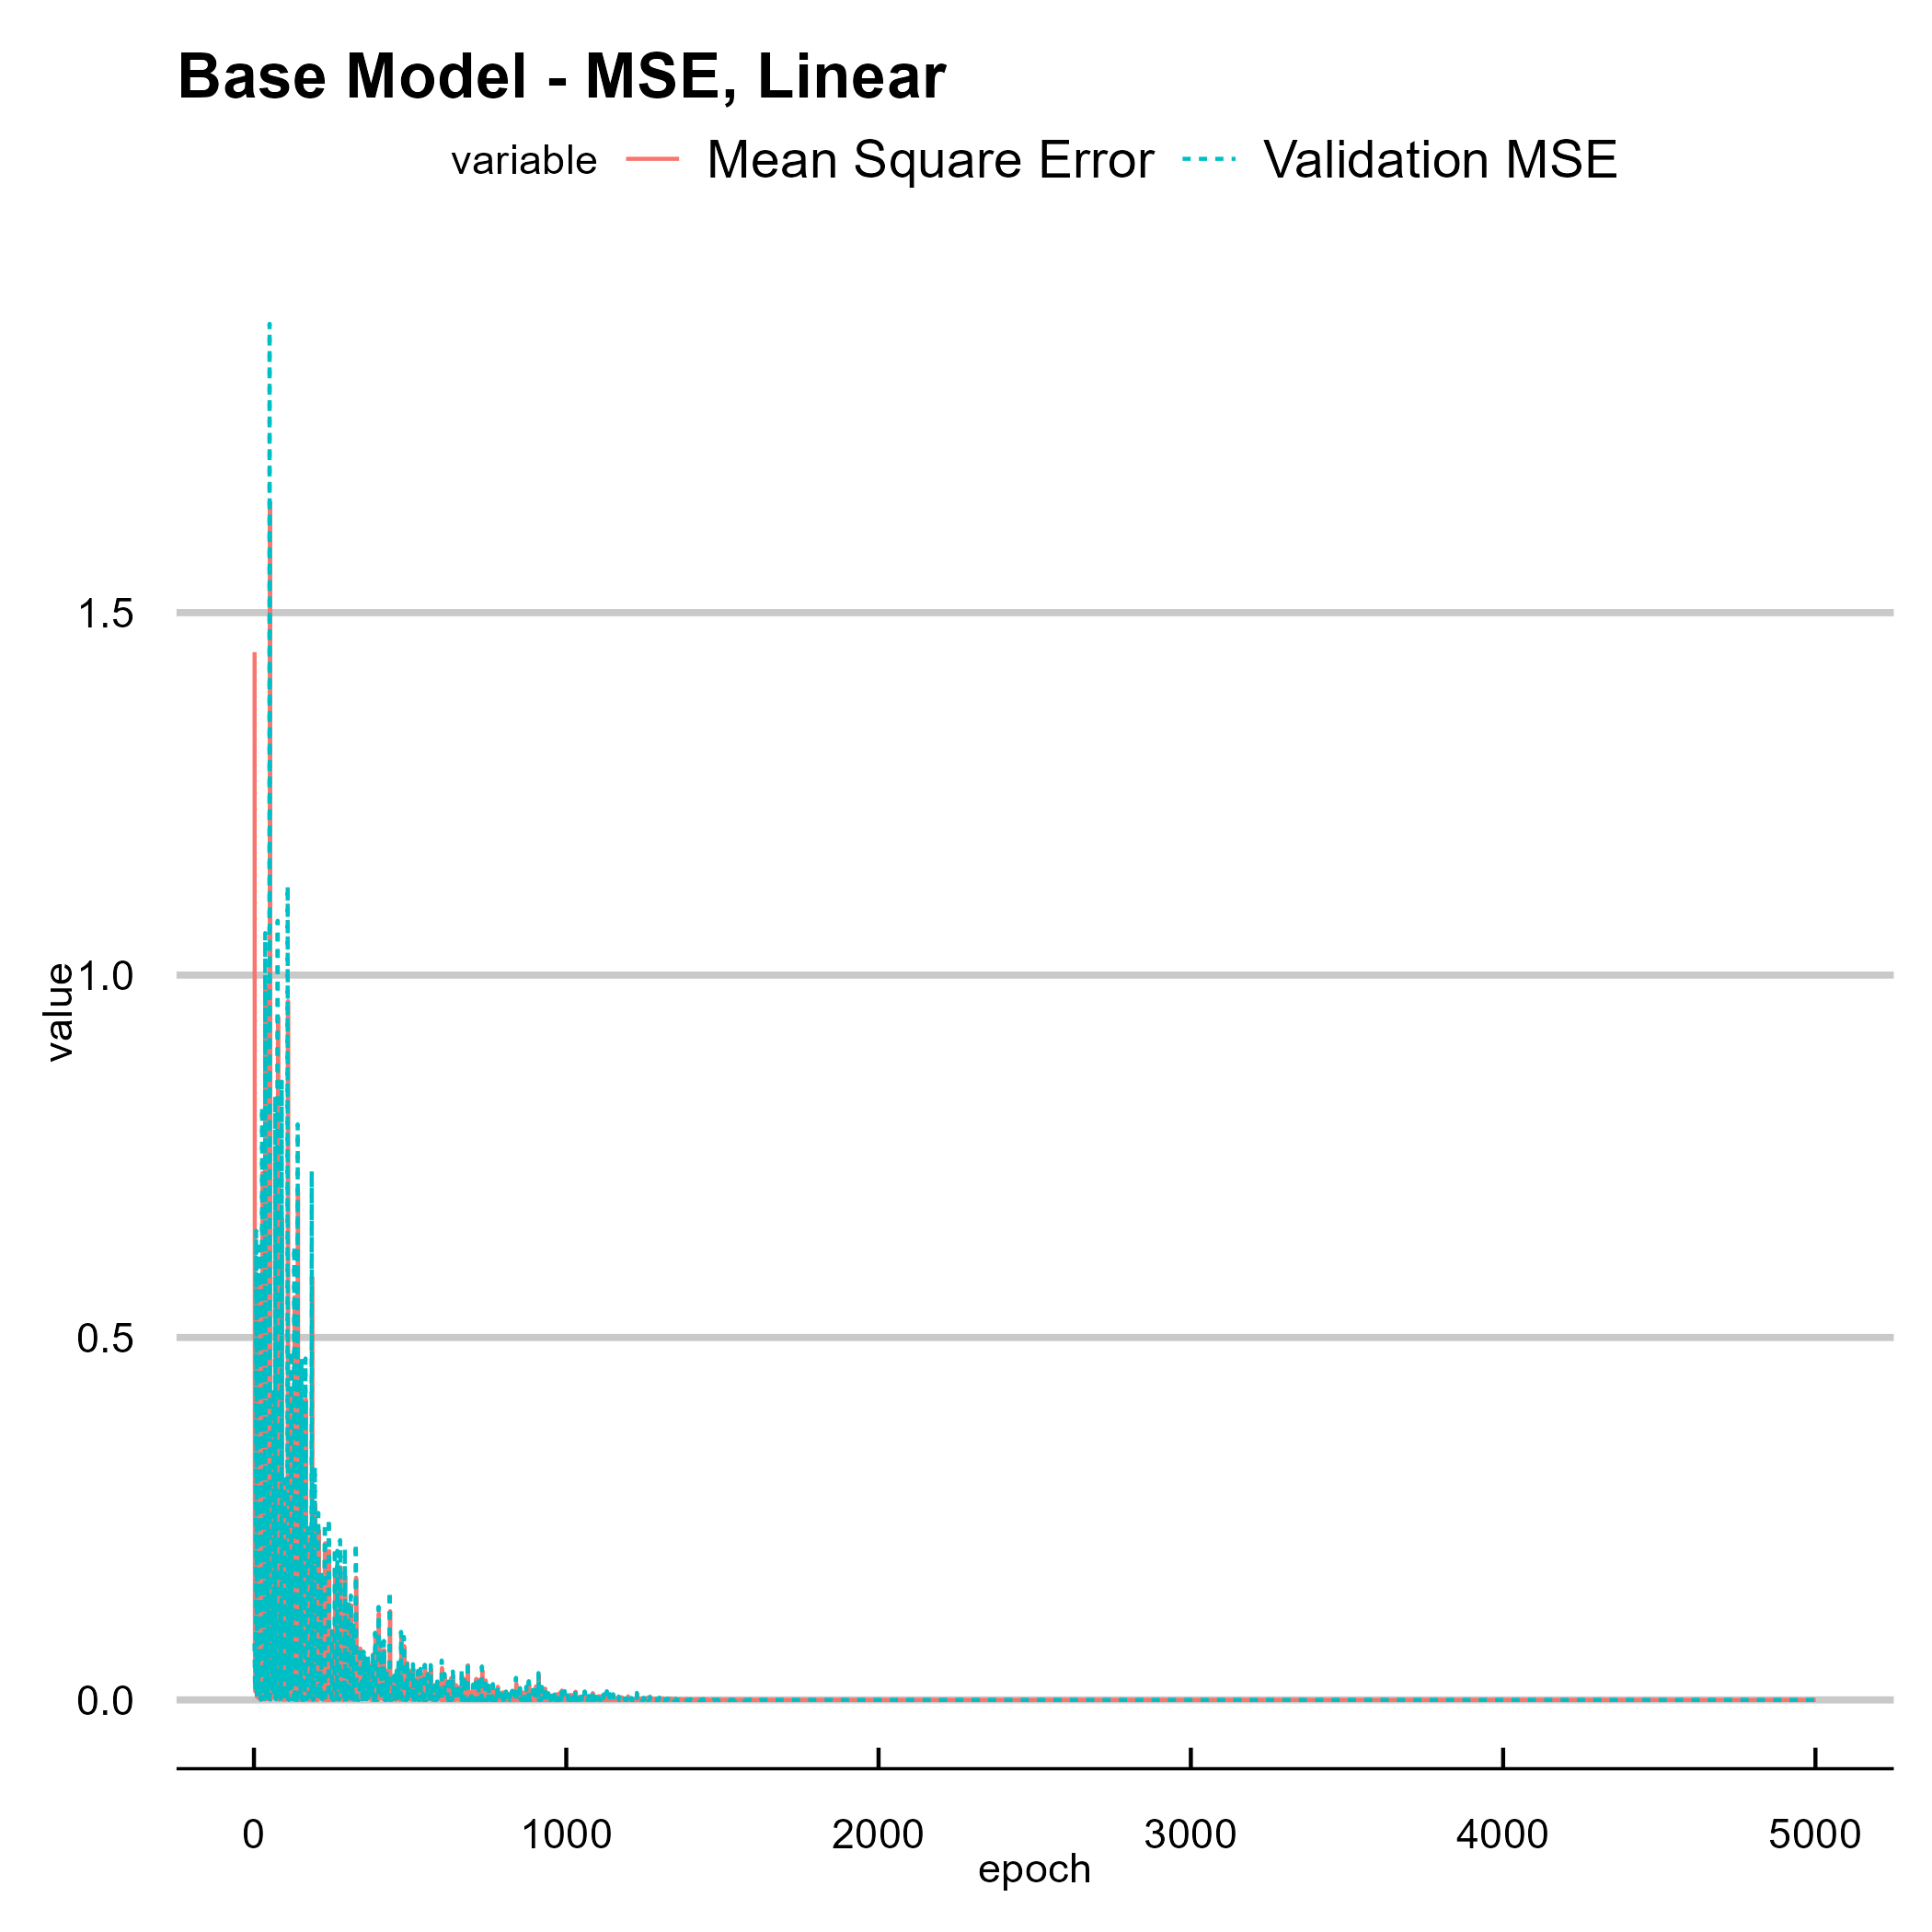 Base Model - MSE, Linear
variable Mean Square Error Validation MSE
1.5
1.0
0.5
0.0
value
0 1000 2000 3000 4000 5000
epoch